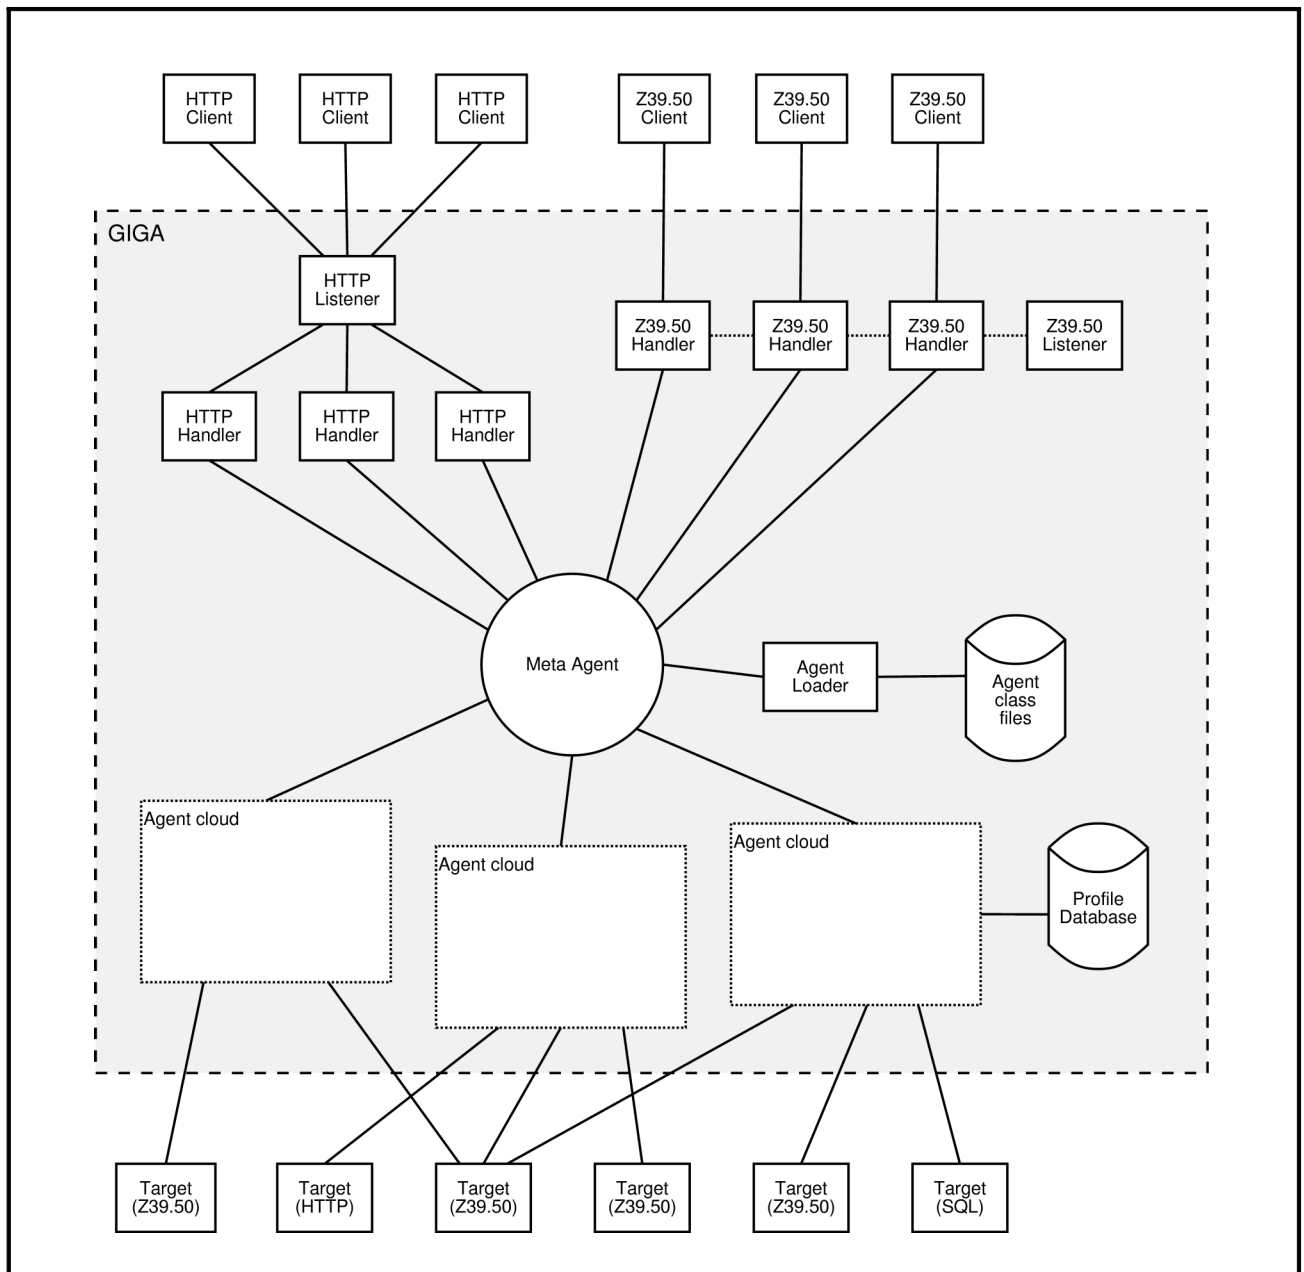 HTTP
Client
HTTP
Client
HTTP
Client
Z39.50
Client
Z39.50
Client
Z39.50
Client
GIGA
HTTP
Listener
Z39.50
Handler
Z39.50
Handler
Z39.50
Handler
Z39.50
Listener
HTTP
Handler
HTTP
Handler
HTTP
Handler
Meta Agent
Agent
Loader
Agent
class
files
Agent cloud
Agent cloud
Agent cloud
Profile
Database
Target
(Z39.50)
Target
(HTTP)
Target
(Z39.50)
Target
(Z39.50)
Target
(Z39.50)
Target
(SQL)